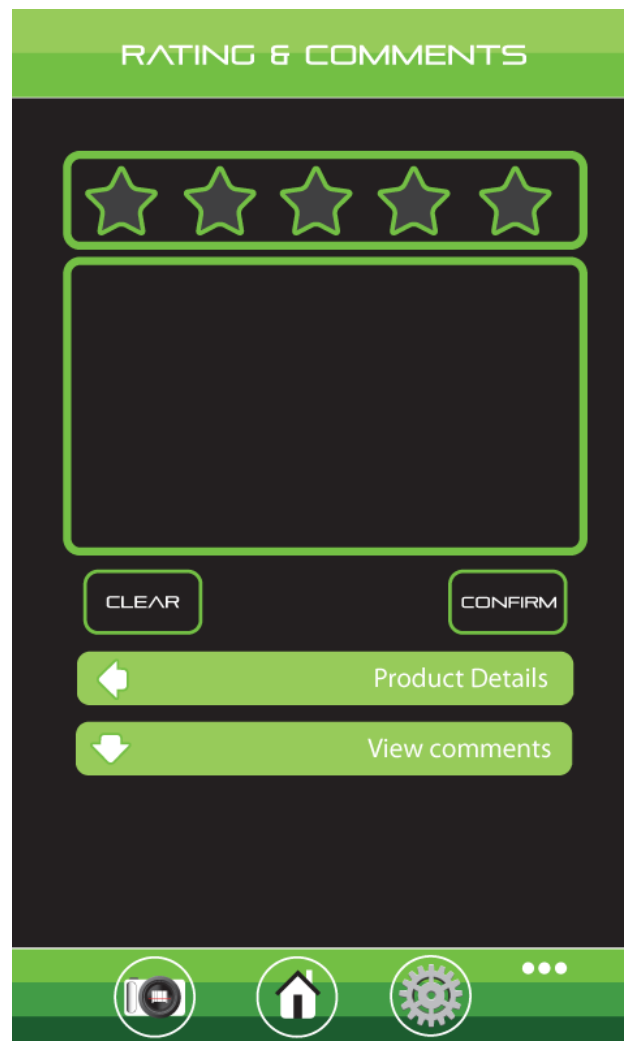 RATING & COMMENTS
CLEAR
CONFIRM
Product Details
View comments